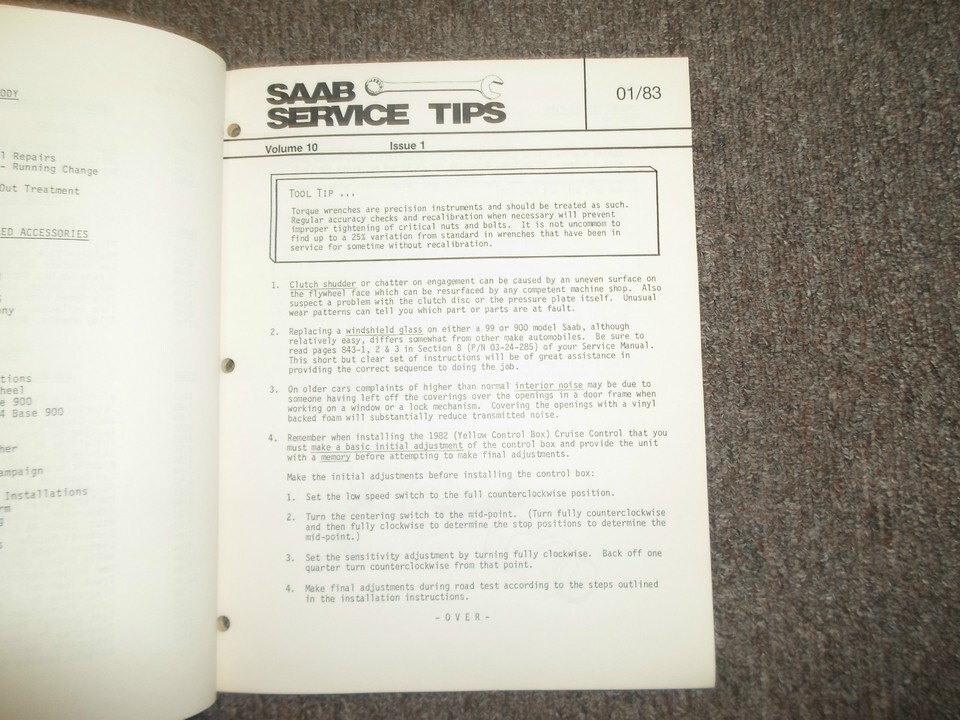 ODY
l Repairs
- Running Change
Out Treatment
ED ACCESSORIES
ny
tions
heel
e 900
4 Base 900
her
ampaign
Installations
rm
g
s
SAAB
SERVICE TIPS
01/83
Volume 10 Issue 1
TOOL TIP ...
Torque wrenches are precision instruments and should be treated as such.
Regular accuracy checks and recalibration when necessary will prevent
improper tightening of critical nuts and bolts. It is not uncommon to
find up to a 25% variation from standard in wrenches that have been in
service for sometime without recalibration.
1. Clutch shudder or chatter on engagement can be caused by an uneven surface on
the flywheel face which can be resurfaced by any competent machine shop. Also
suspect a problem with the clutch disc or the pressure plate itself. Unusual
wear patterns can tell you which part or parts are at fault.
2. Replacing a windshield glass on either a 99 or 900 model Saab, although
relatively easy, differs somewhat from other make automobiles. Be sure to
read pages 843-1, 2 & 3 in Section 8 (P/N 03-24-285) of your Service Manual.
This short but clear set of instructions will be of great assistance in
providing the correct sequence to doing the job.
3. On older cars complaints of higher than normal interior noise may be due to
someone having left off the coverings over the openings in a door frame when
working on a window or a lock mechanism. Covering the openings with a vinyl
backed foam will substantially reduce transmitted noise.
4. Remember when installing the 1982 (Yellow Control Box) Cruise Control that you
must make a basic initial adjustment of the control box and provide the unit
with a memory before attempting to make final adjustments.
Make the initial adjustments before installing the control box:
1. Set the low speed switch to the full counterclockwise position.
2. Turn the centering switch to the mid-point. (Turn fully counterclockwise
and then fully clockwise to determine the stop positions to determine the
mid-point.)
3. Set the sensitivity adjustment by turning fully clockwise. Back off one
quarter turn counterclockwise from that point.
4. Make final adjustments during road test according to the steps outlined
in the installation instructions.
- O V E R -